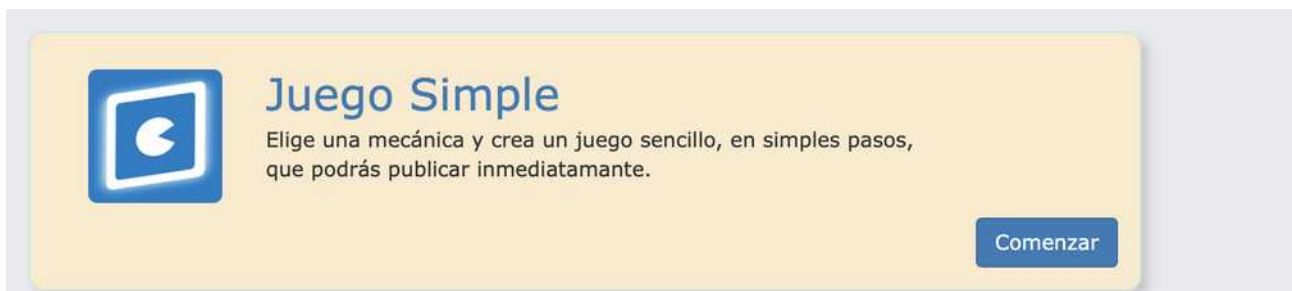 Juego Simple
Elige una mecánica y crea un juego sencillo, en simples pasos,
que podrás publicar inmediatamante.
Comenzar